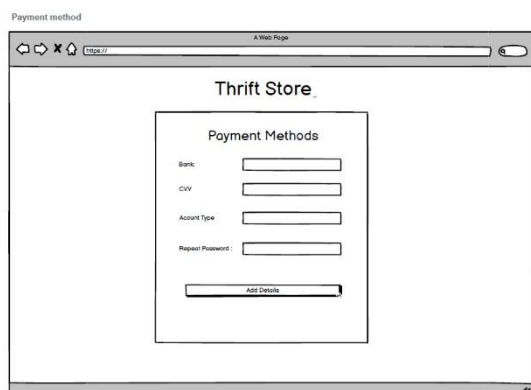 Payment method
A Web Page
https://
Thrift Store
Payment Methods
Bank:
CVV
Acount Type
Repeat Password :
Add Details